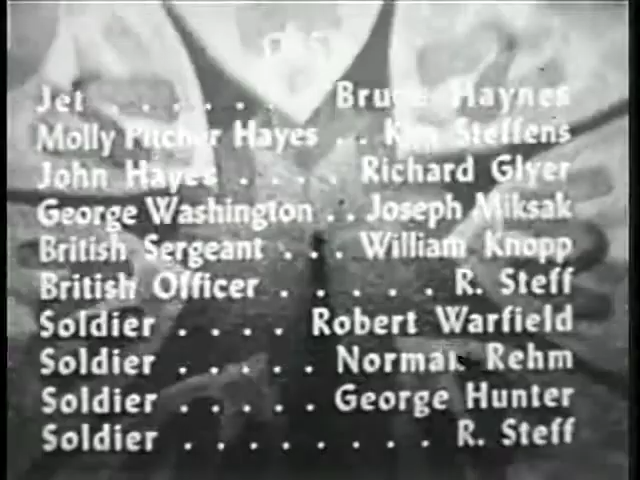 Jet . . . . . . Bruce Haynes
Molly Pitcher Hayes . . Kim Steffens
John Hayes . . . . Richard Glyer
George Washington . . Joseph Miksak
British Sergeant . . . William Knopp
British Officer . . . . . R. Steff
Soldier . . . . Robert Warfield
Soldier . . . . . Norman Rehm
Soldier . . . . . George Hunter
Soldier . . . . . . . . . R. Steff